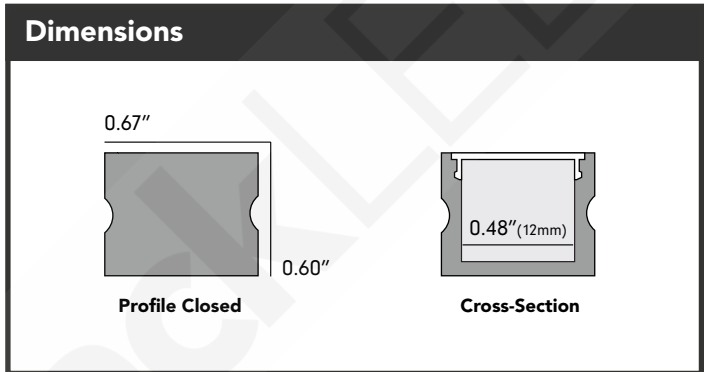 Dimensions
0.67"
0.60"
0.48"(12mm)
Profile Closed
Cross-Section